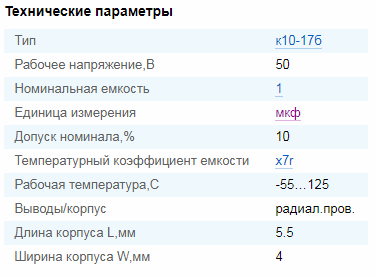 Технические параметры
Тип к10-17б
Рабочее напряжение,В 50
Номинальная емкость 1
Единица измерения мкф
Допуск номинала,% 10
Температурный коэффициент емкости x7r
Рабочая температура,С -55…125
Выводы/корпус радиал.пров.
Длина корпуса L,мм 5.5
Ширина корпуса W,мм 4